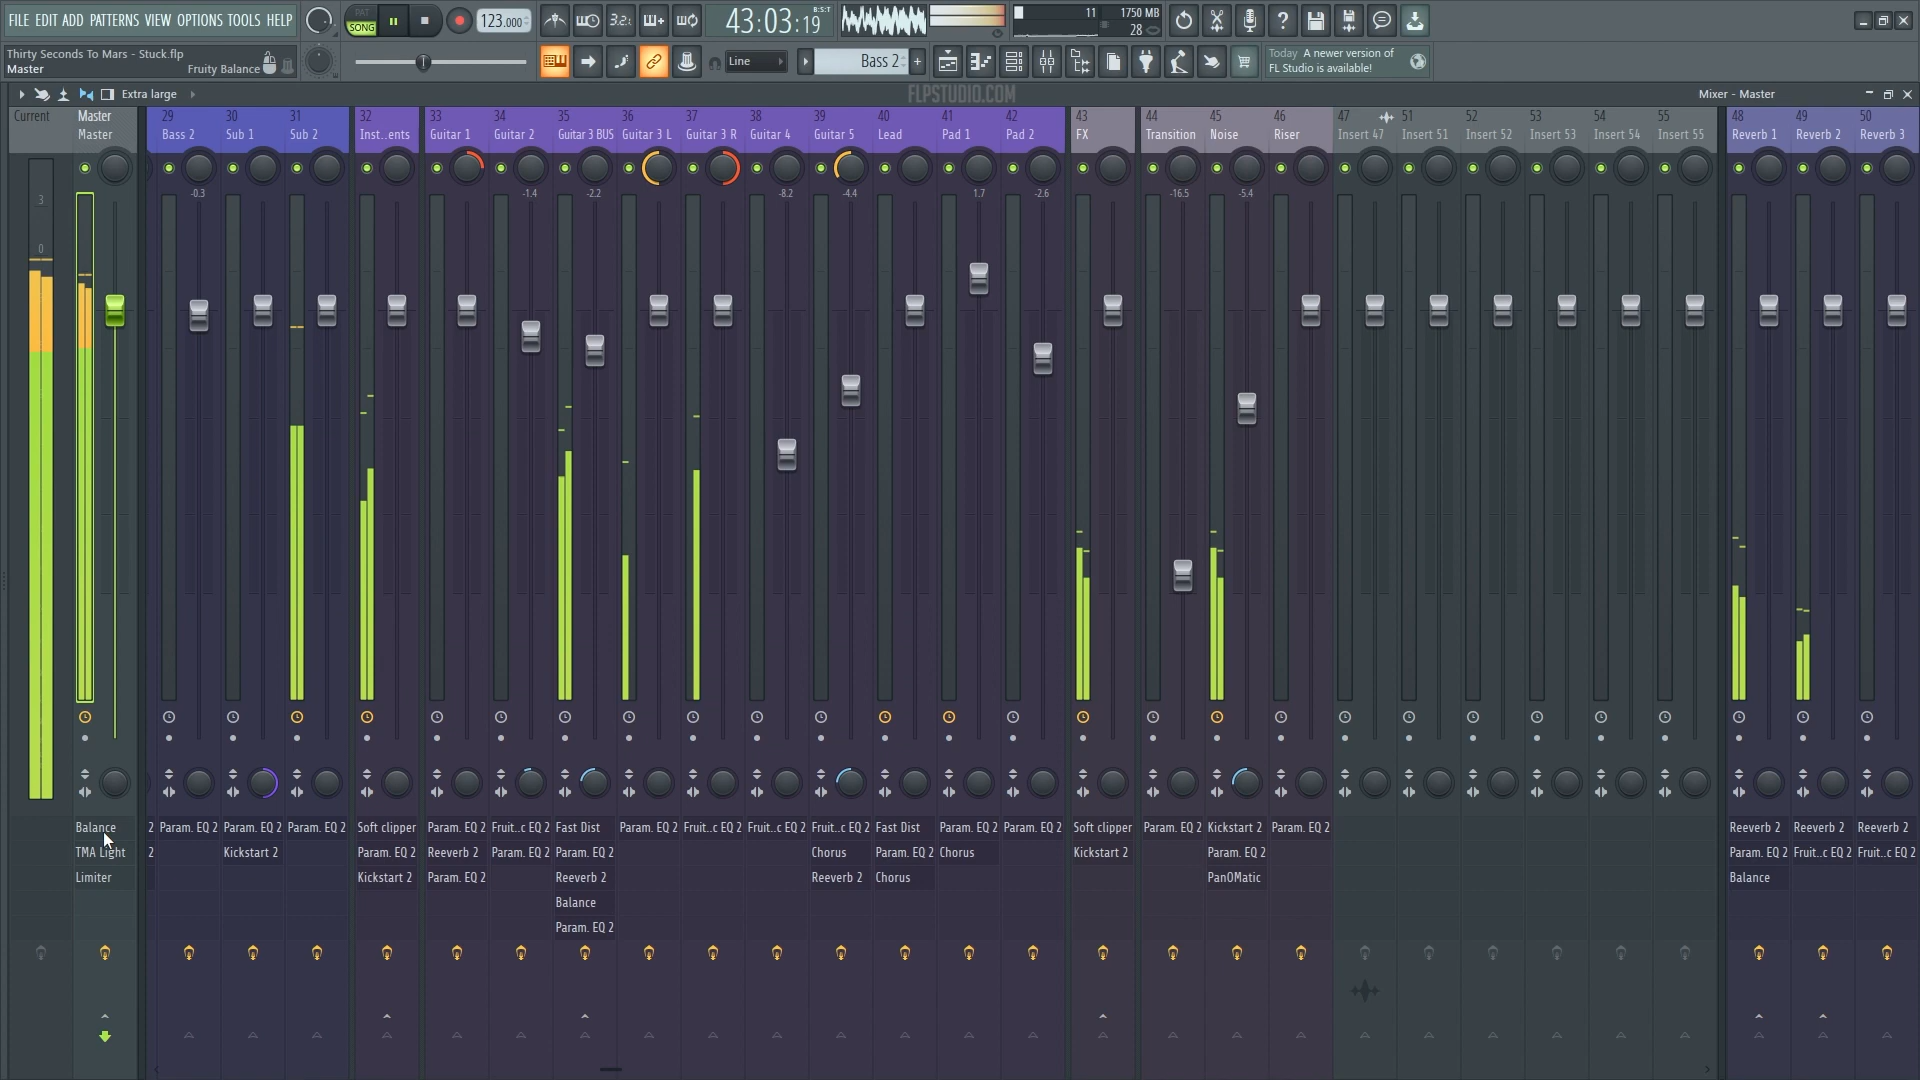 FILE EDIT ADD PATTERNS VIEW OPTIONS TOOLS HELP
PAT
SONG
123.000
3.2
43:03:19
B:S:T
11
1750 MB
28
Thirty Seconds To Mars - Stuck.flp
Master
Fruity Balance
Line
Bass 2
Today A newer version of
FL Studio is available!
Extra large
FLPSTUDIO.COM
Mixer - Master
Current
Master
29 30 31 32 33 34 35 36 37 38 39 40 41 42 43 44 45 46 47 51 52 53 54 55 48 49 50
Master Bass 2 Sub 1 Sub 2 Inst..ents Guitar 1 Guitar 2 Guitar 3 BUS Guitar 3 L Guitar 3 R Guitar 4 Guitar 5 Lead Pad 1 Pad 2 FX Transition Noise Riser Insert 47 Insert 51 Insert 52 Insert 53 Insert 54 Insert 55 Reverb 1 Reverb 2 Reverb 3
-0.3 -1.4 -2.2 -8.2 -4.4 1.7 -2.6 -16.5 -5.4
3
0
Balance 2 Param. EQ 2 Param. EQ 2 Param. EQ 2 Soft clipper Param. EQ 2 Fruit..c EQ 2 Fast Dist Param. EQ 2 Fruit..c EQ 2 Fruit..c EQ 2 Fruit..c EQ 2 Fast Dist Param. EQ 2 Param. EQ 2 Soft clipper Param. EQ 2 Kickstart 2 Param. EQ 2 Reeverb 2 Reeverb 2 Reeverb 2
TMA Light 2 Kickstart 2 Param. EQ 2 Reeverb 2 Param. EQ 2 Param. EQ 2 Chorus Param. EQ 2 Chorus Kickstart 2 Param. EQ 2 Param. EQ 2 Fruit..c EQ 2 Fruit..c EQ 2
Limiter Kickstart 2 Param. EQ 2 Reeverb 2 Reeverb 2 Chorus PanOMatic Balance
Balance
Param. EQ 2